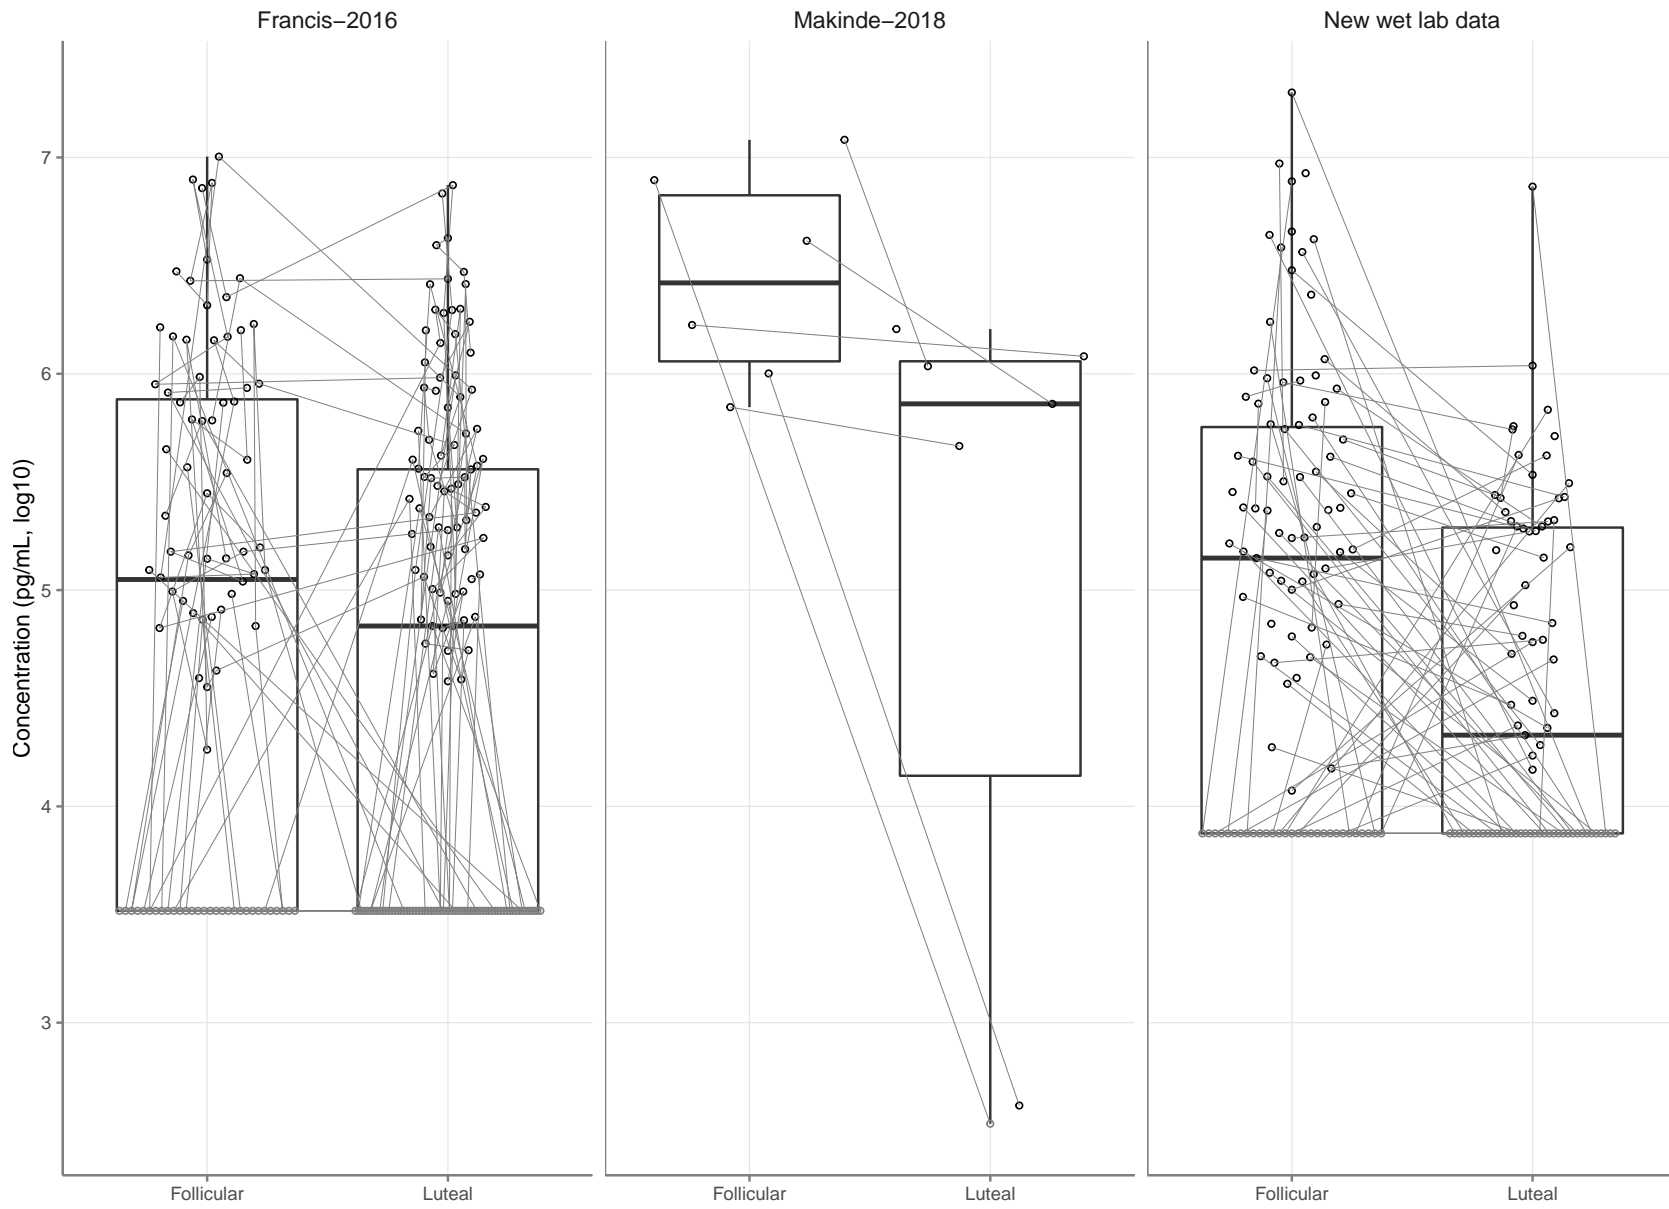 Francis−2016
Makinde−2018
New wet lab data
Concentration (pg/mL, log10)
7
6
5
4
3
Follicular
Luteal
Follicular
Luteal
Follicular
Luteal